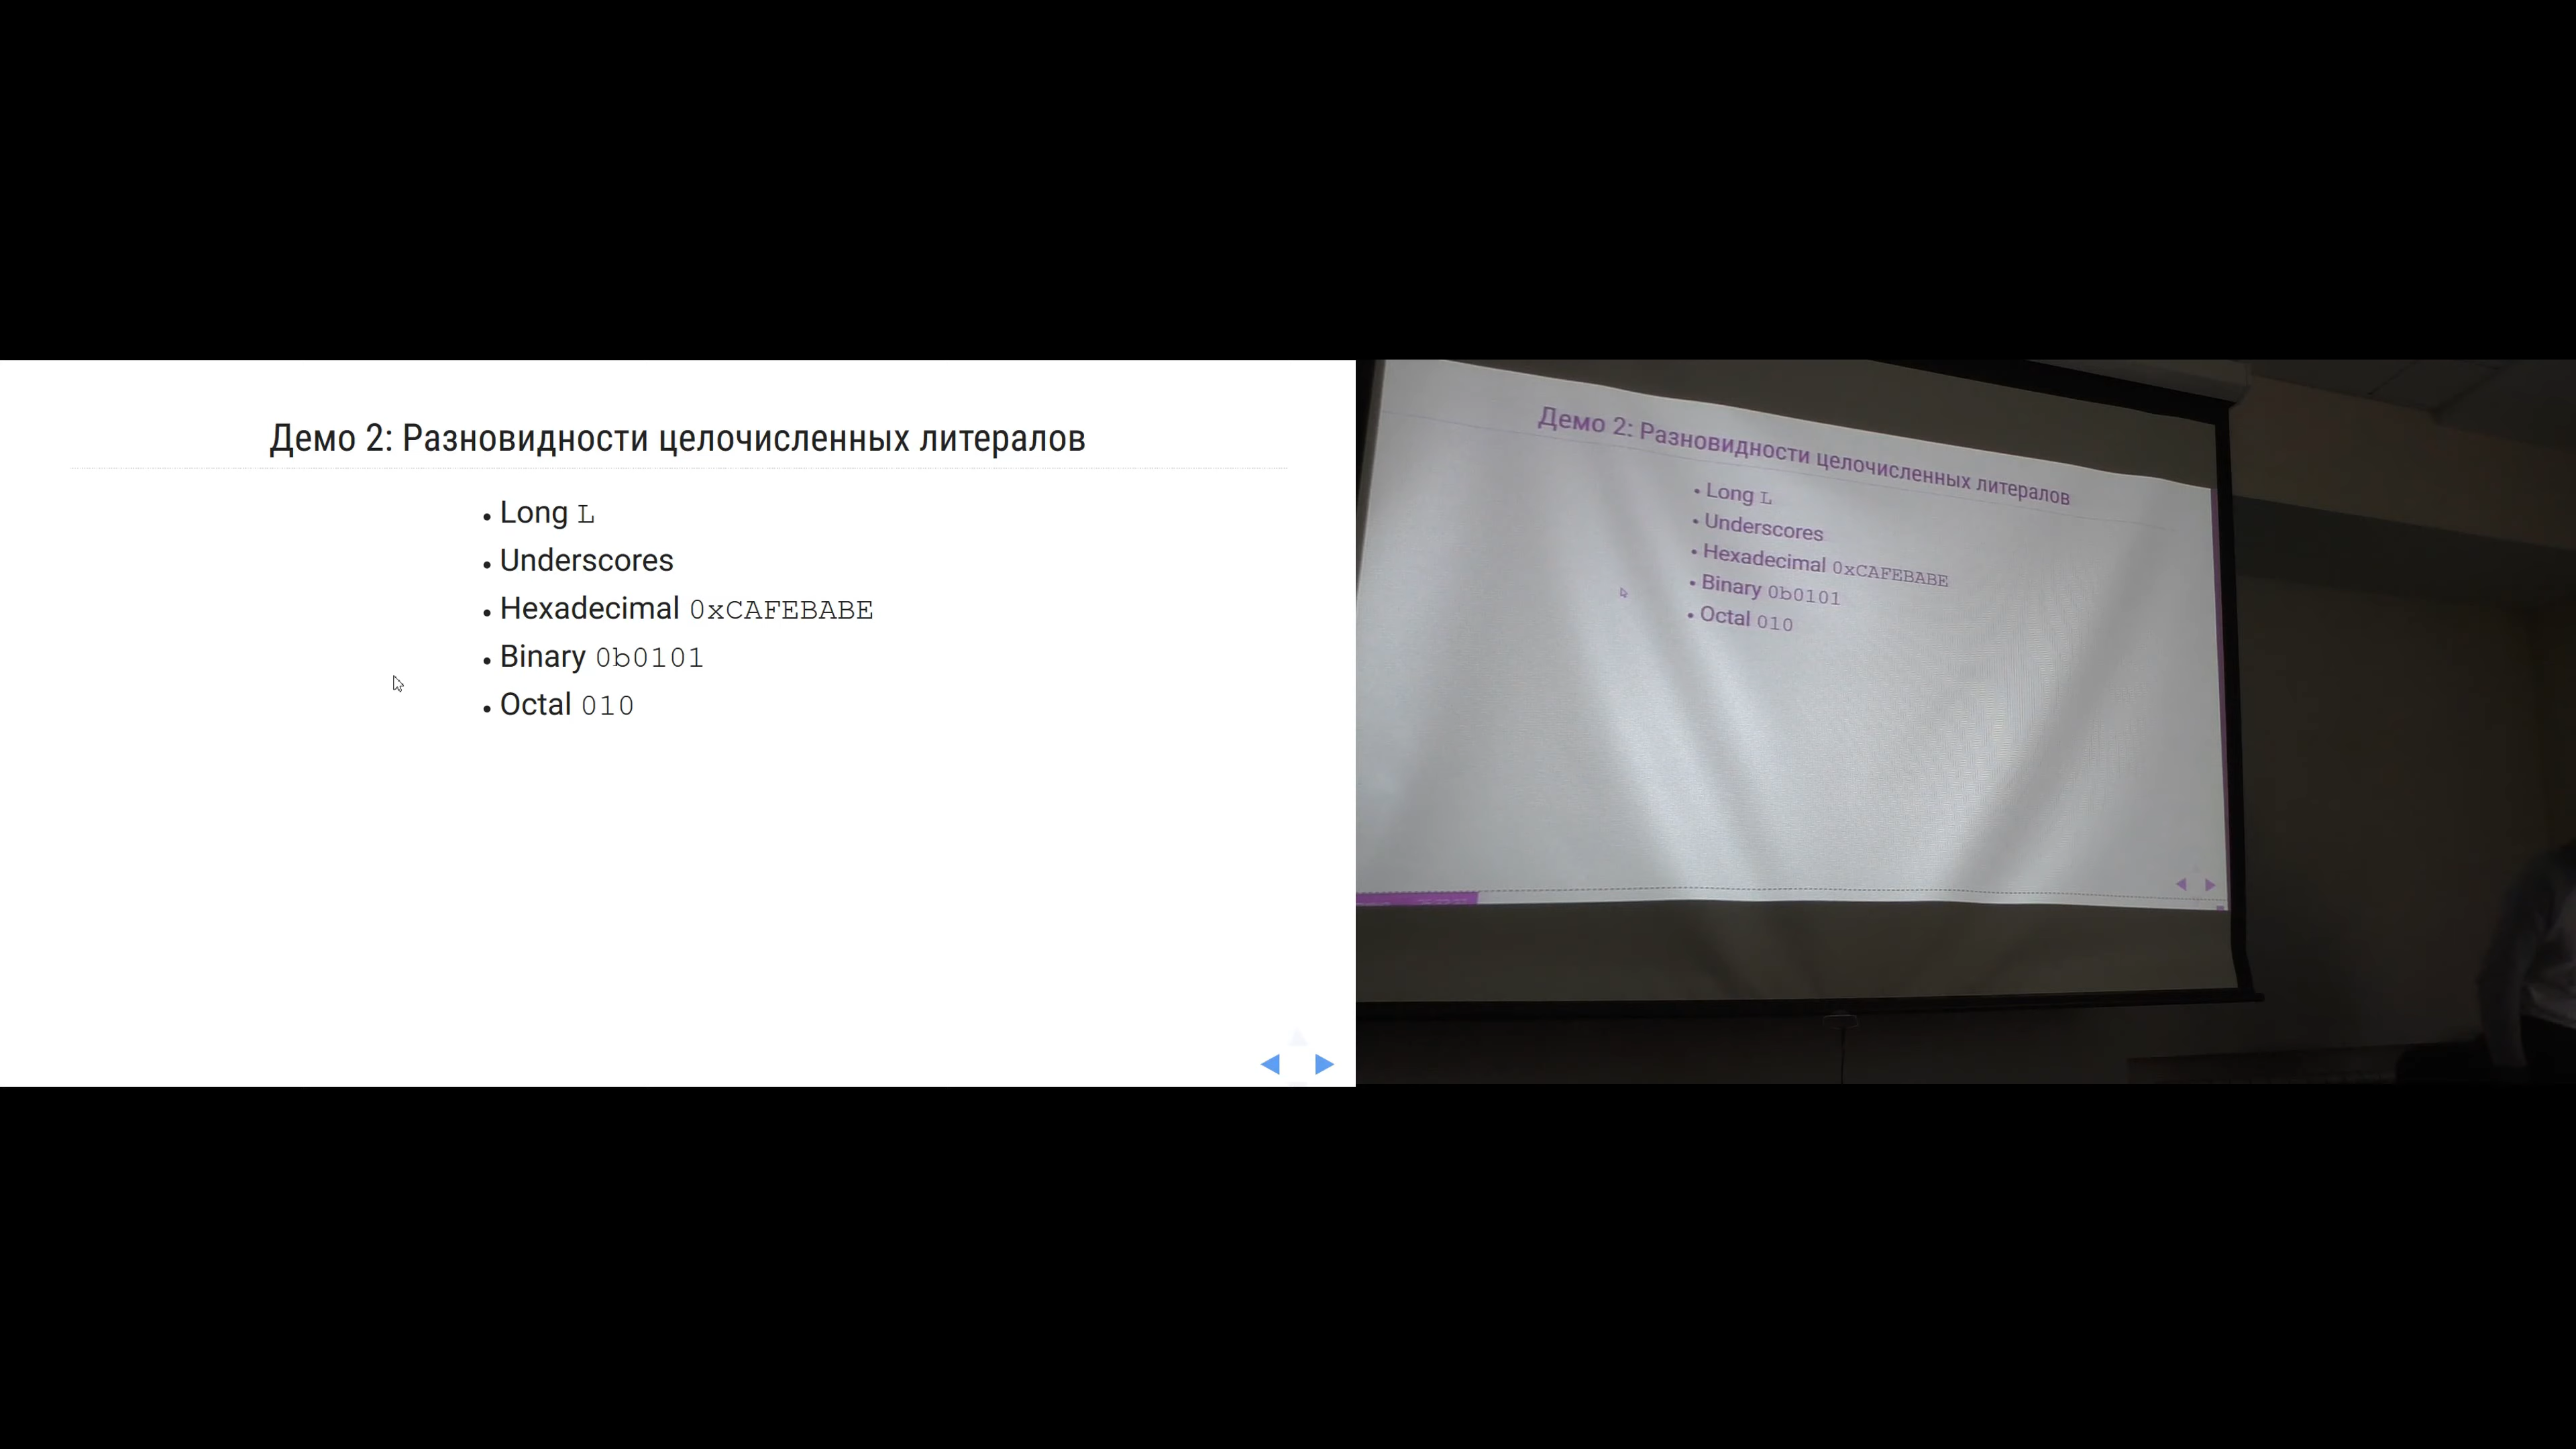 Демо 2: Разновидности целочисленных литералов
• Long L
• Underscores
• Hexadecimal 0xCAFEBABE
• Binary 0b0101
• Octal 010
Демо 2: Разновидности целочисленных литералов
• Long L
• Underscores
• Hexadecimal 0xCAFEBABE
• Binary 0b0101
• Octal 010